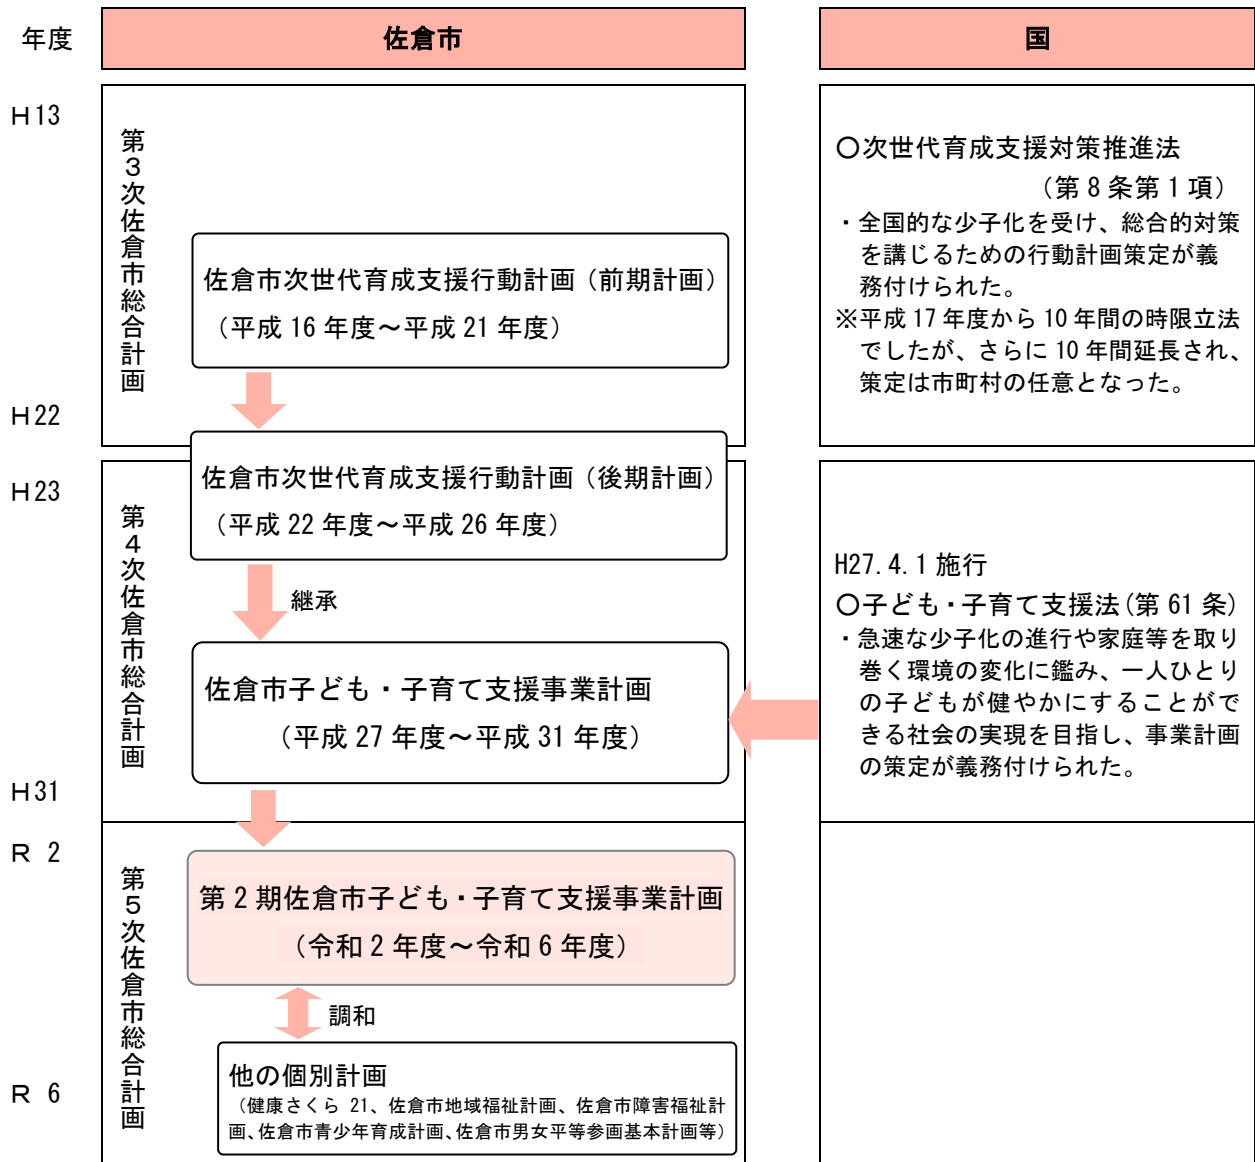 年度
佐倉市
国
H13
第3次佐倉市総合計画
佐倉市次世代育成支援行動計画（前期計画）
（平成 16 年度～平成 21 年度）
H22
〇次世代育成支援対策推進法
（第 8 条第 1 項）
・全国的な少子化を受け、総合的対策
を講じるための行動計画策定が義
務付けられた。
※平成 17 年度から 10 年間の時限立法
でしたが、さらに 10 年間延長され、
策定は市町村の任意となった。
H23
第4次佐倉市総合計画
佐倉市次世代育成支援行動計画（後期計画）
（平成 22 年度～平成 26 年度）
継承
佐倉市子ども・子育て支援事業計画
（平成 27 年度～平成 31 年度）
H31
H27.4.1 施行
〇子ども・子育て支援法（第 61 条）
・急速な少子化の進行や家庭等を取り
巻く環境の変化に鑑み、一人ひとり
の子どもが健やかにすることがで
きる社会の実現を目指し、事業計画
の策定が義務付けられた。
R 2
第5次佐倉市総合計画
第 2 期佐倉市子ども・子育て支援事業計画
（令和 2 年度～令和 6 年度）
調和
他の個別計画
（健康さくら 21、佐倉市地域福祉計画、佐倉市障害福祉計
画、佐倉市青少年育成計画、佐倉市男女平等参画基本計画等）
R 6